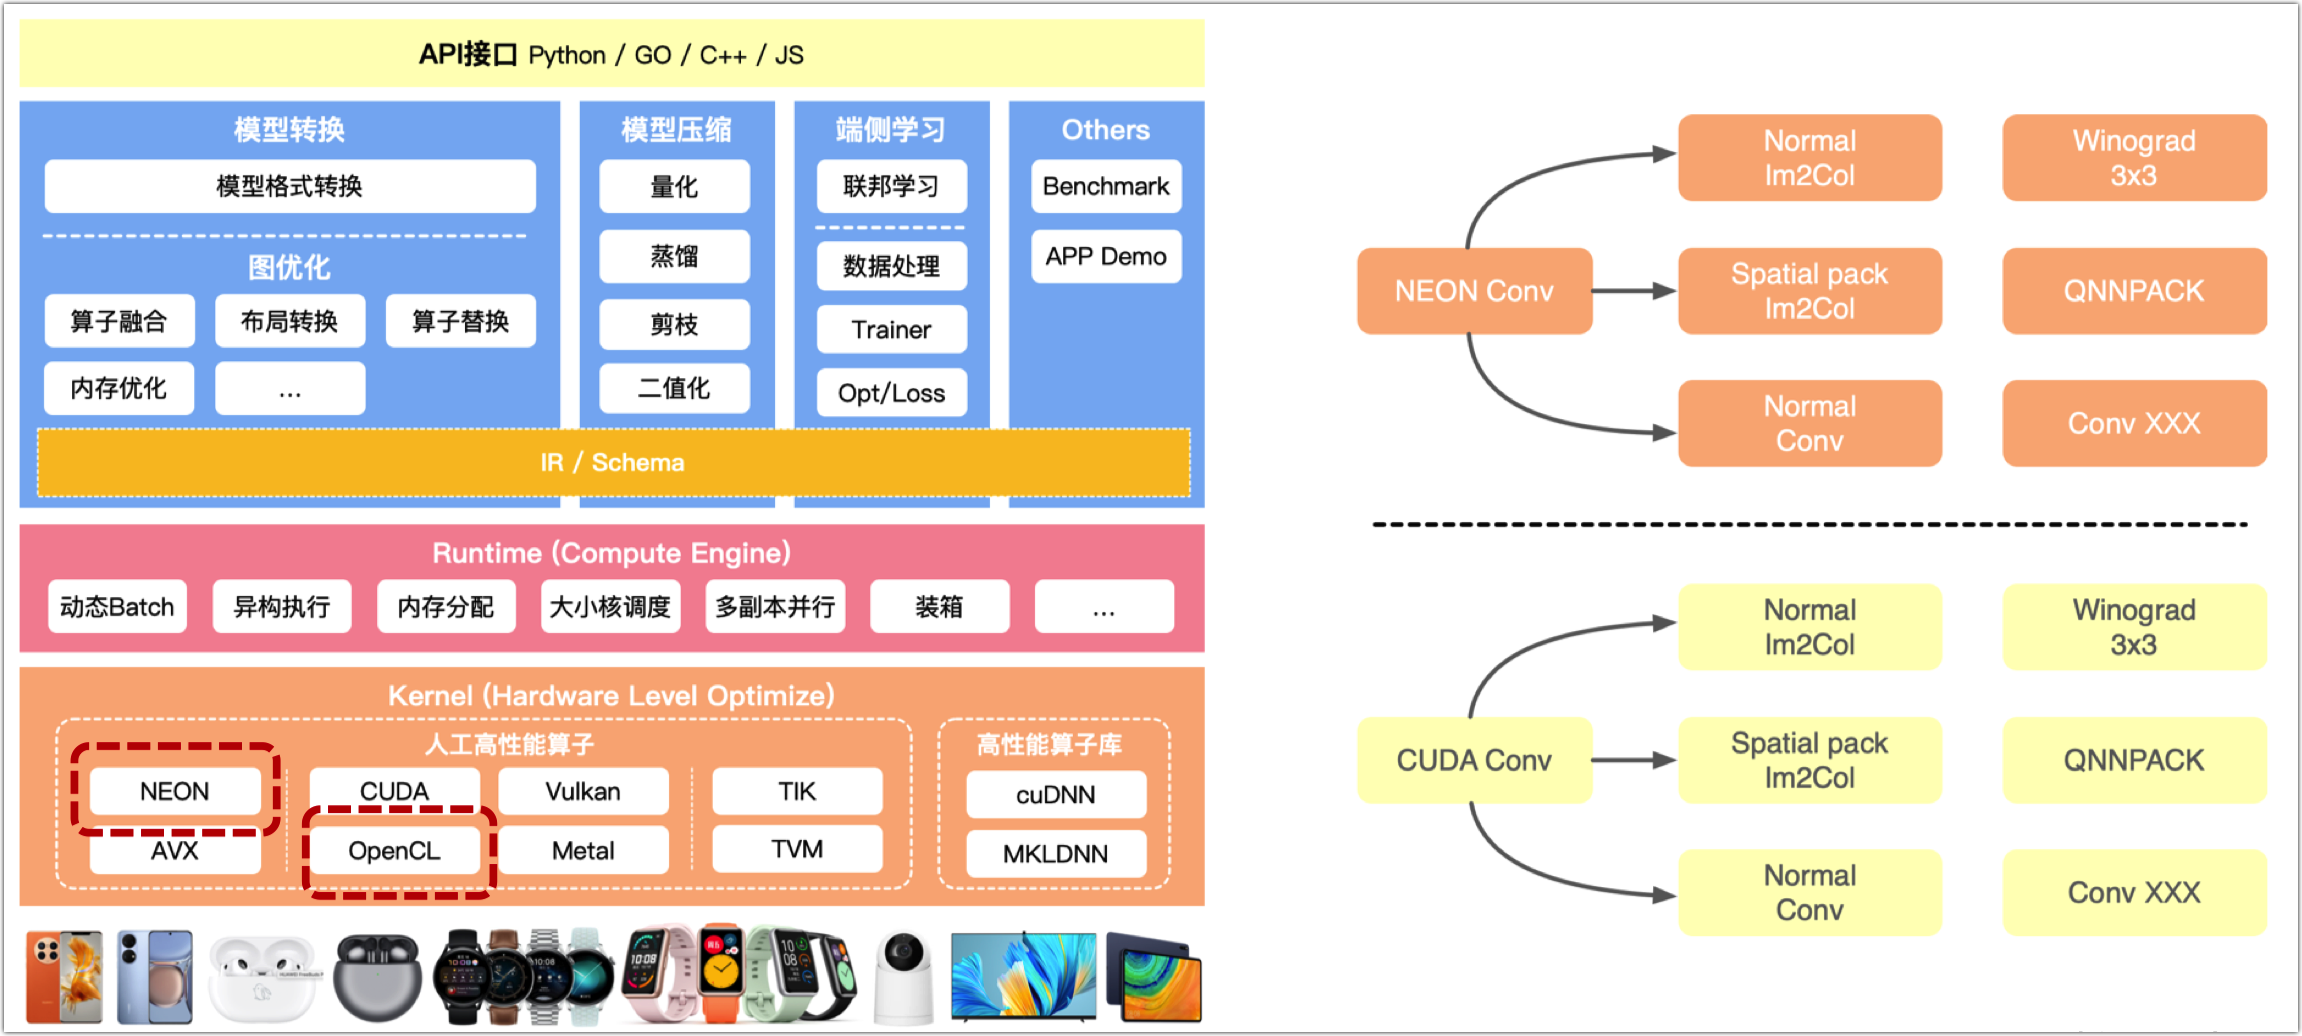 API接口 Python / GO / C++ / JS
模型转换
模型格式转换
图优化
算子融合
布局转换
算子替换
内存优化
...
模型压缩
量化
蒸馏
剪枝
二值化
端侧学习
联邦学习
数据处理
Trainer
Opt/Loss
Others
Benchmark
APP Demo
IR / Schema
Runtime (Compute Engine)
动态Batch
异构执行
内存分配
大小核调度
多副本并行
装箱
...
Kernel (Hardware Level Optimize)
人工高性能算子
NEON
CUDA
Vulkan
TIK
AVX
OpenCL
Metal
TVM
高性能算子库
cuDNN
MKLDNN
NEON Conv
Normal
Im2Col
Winograd
3x3
Spatial pack
Im2Col
QNNPACK
Normal
Conv
Conv XXX
CUDA Conv
Normal
Im2Col
Winograd
3x3
Spatial pack
Im2Col
QNNPACK
Normal
Conv
Conv XXX